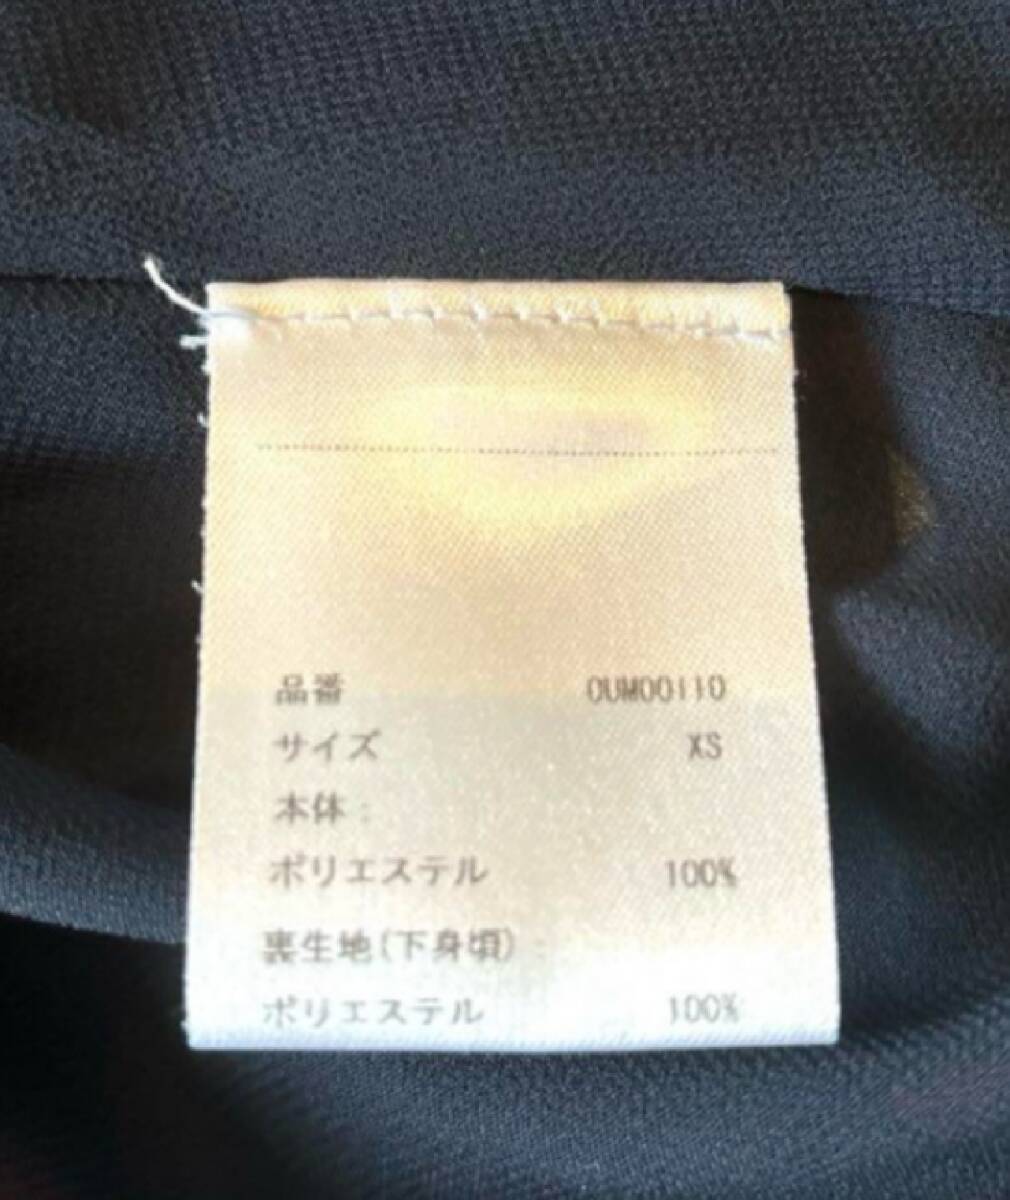 品番 OUM00110
サイズ XS
本体:
ポリエステル 100%
裏生地(下身頃):
ポリエステル 100%